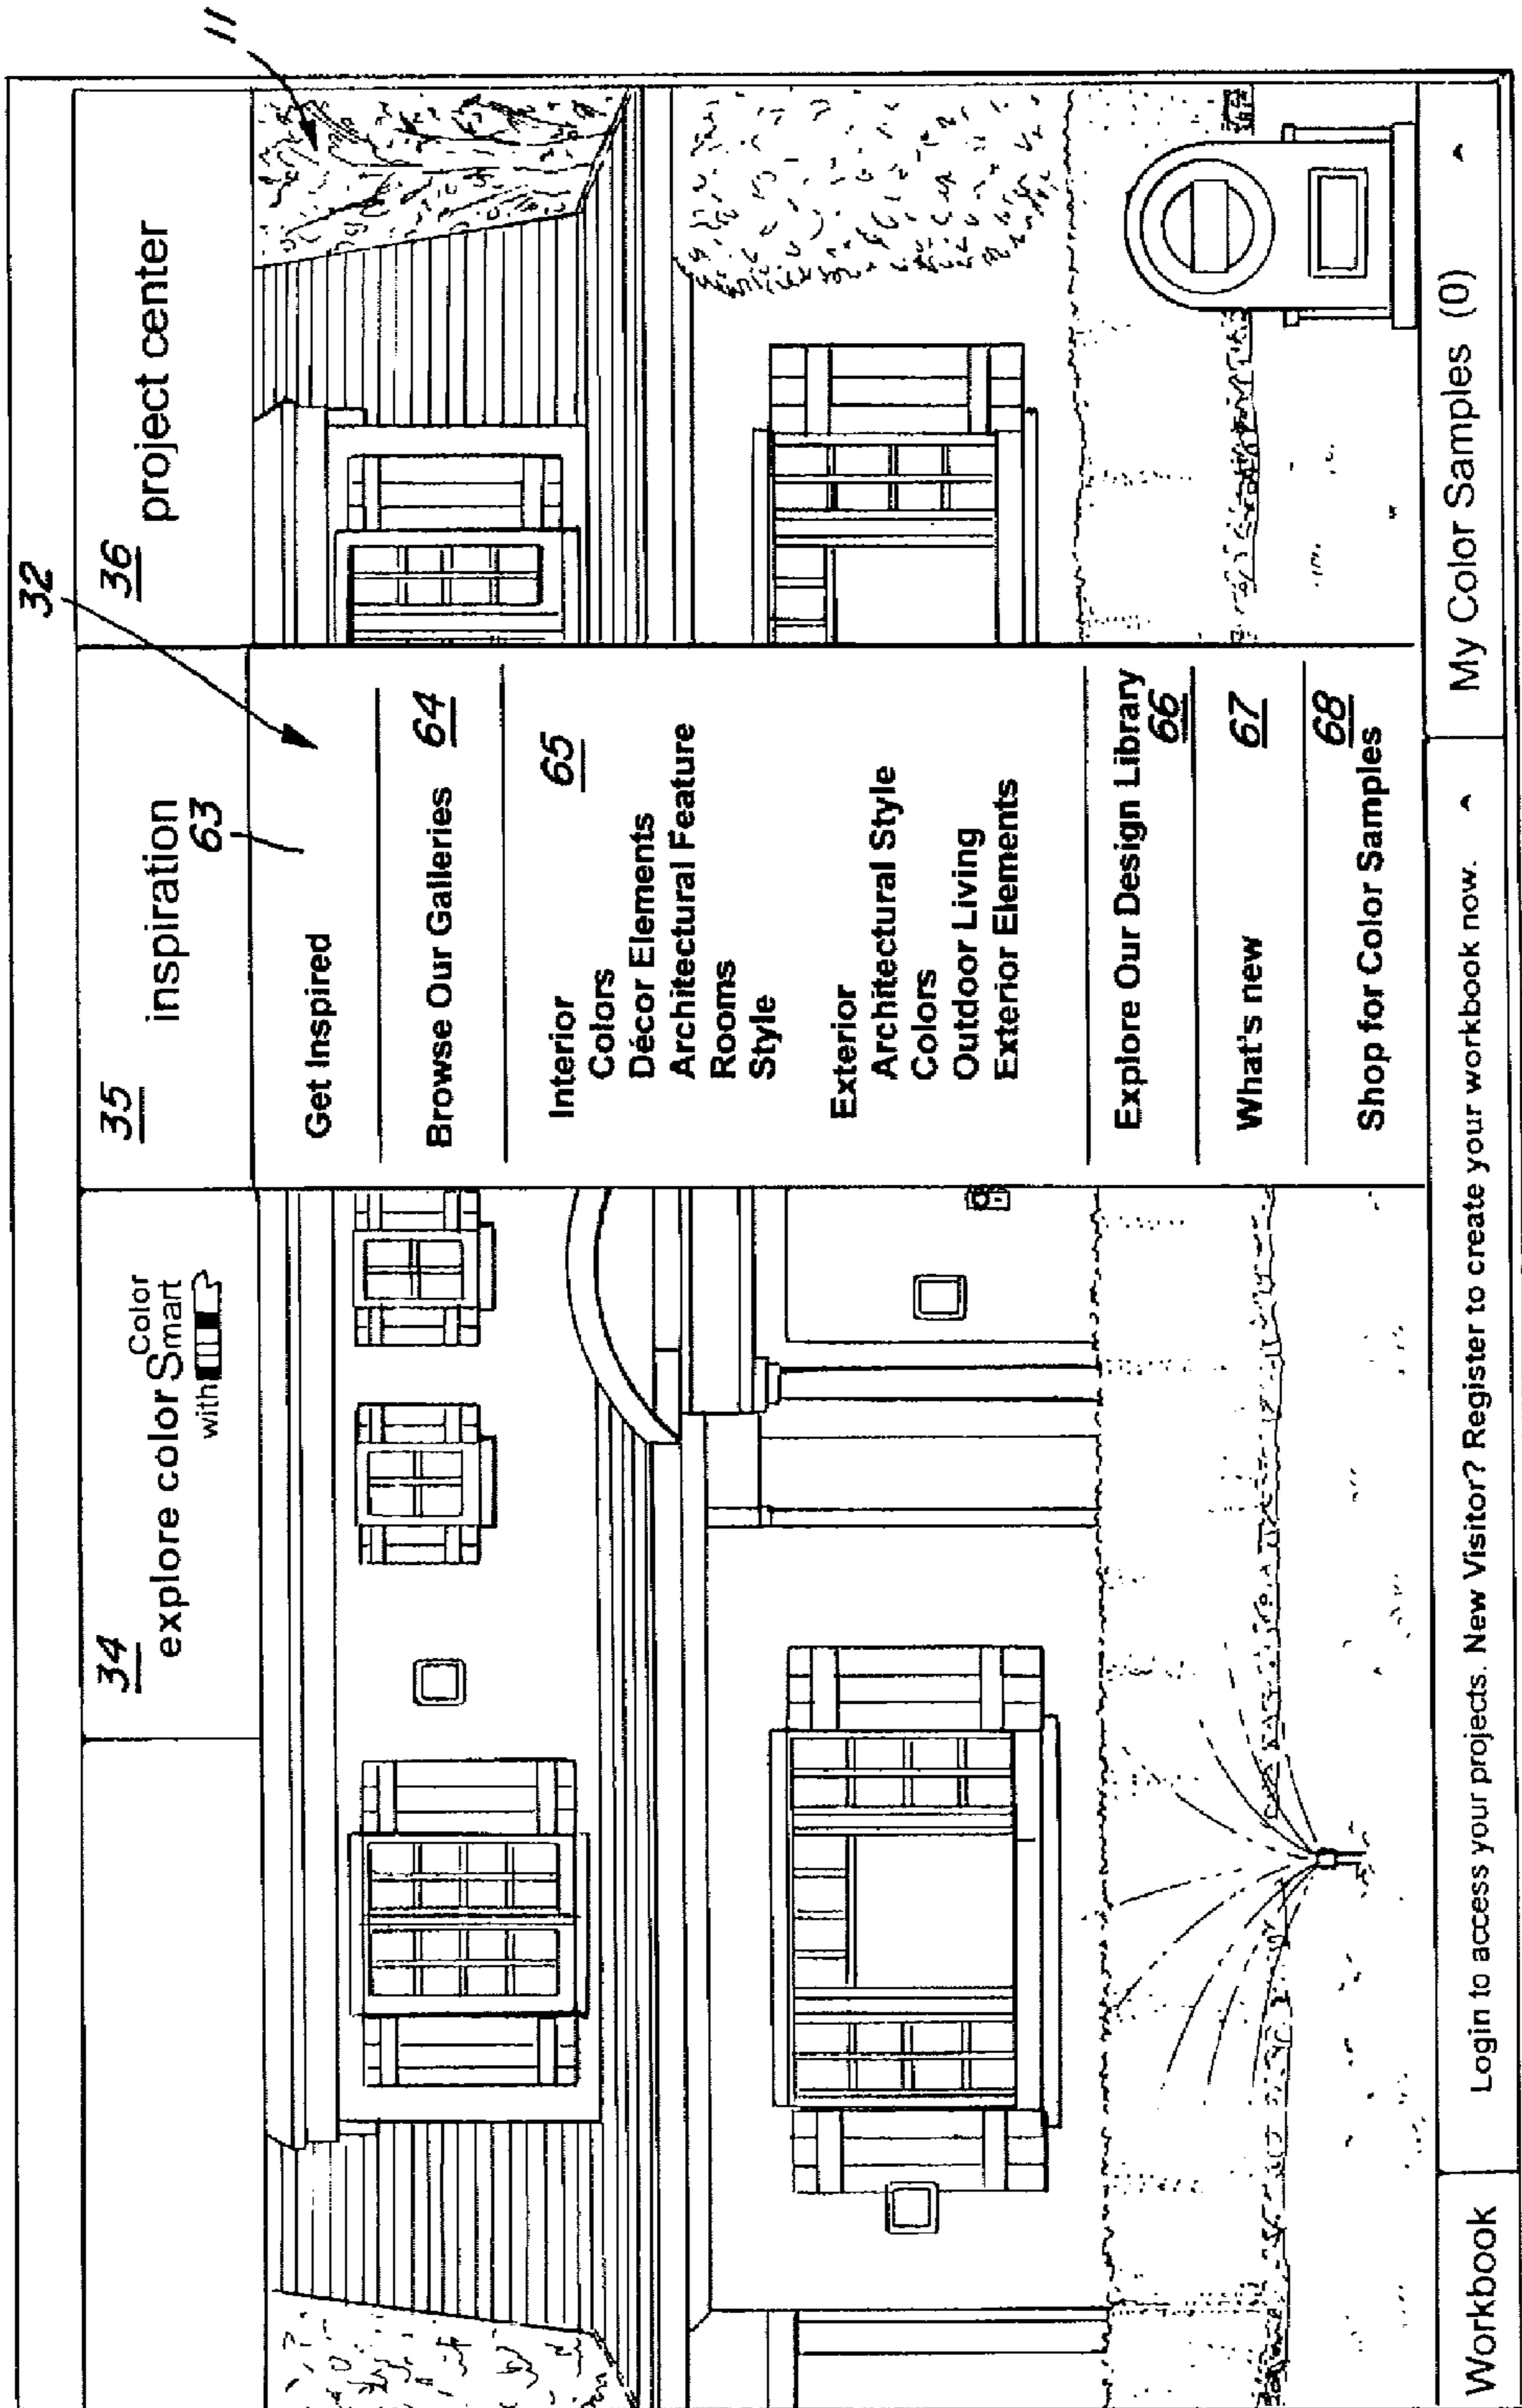 32
11
34
explore color
Color
Smart
with
35
inspiration
63
36
project center
Get Inspired
Browse Our Galleries 64
65
Interior
Colors
Décor Elements
Architectural Feature
Rooms
Style
Exterior
Architectural Style
Colors
Outdoor Living
Exterior Elements
Explore Our Design Library
66
What's new 67
68
Shop for Color Samples
Workbook
Login to access your projects. New Visitor? Register to create your workbook now.
My Color Samples (0)